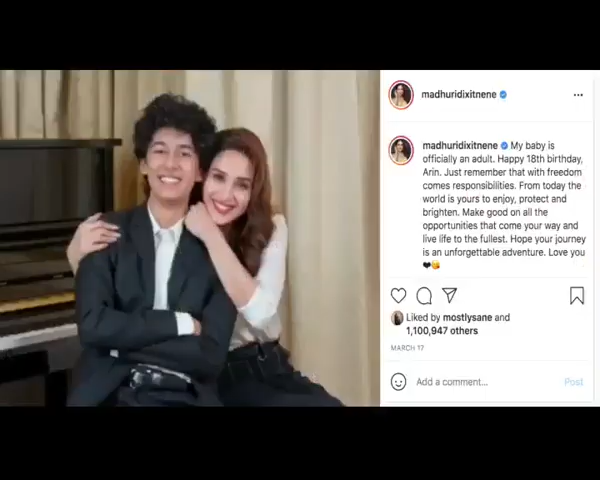 madhuridixitnene
madhuridixitnene My baby is
officially an adult. Happy 18th birthday,
Arin. Just remember that with freedom
comes responsibilities. From today the
world is yours to enjoy, protect and
brighten. Make good on all the
opportunities that come your way and
live life to the fullest. Hope your journey
is an unforgettable adventure. Love you
❤😘
Liked by mostlysane and
1,100,947 others
MARCH 17
Add a comment...
Post